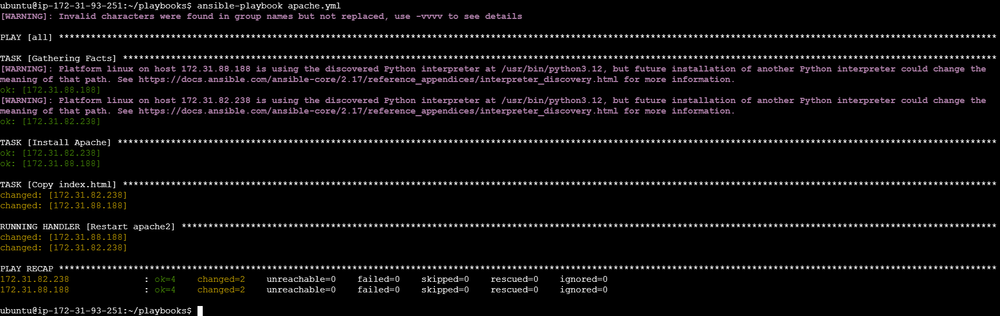 ubuntu@ip-172-31-93-251:~/playbooks$ ansible-playbook apache.yml
[WARNING]: Invalid characters were found in group names but not replaced, use -vvvv to see details
PLAY [all] ********************************************************************************************************************************************************************************
TASK [Gathering Facts] ********************************************************************************************************************************************************************
[WARNING]: Platform linux on host 172.31.88.188 is using the discovered Python interpreter at /usr/bin/python3.12, but future installation of another Python interpreter could change the
meaning of that path. See https://docs.ansible.com/ansible-core/2.17/reference_appendices/interpreter_discovery.html for more information.
ok: [172.31.88.188]
[WARNING]: Platform linux on host 172.31.82.238 is using the discovered Python interpreter at /usr/bin/python3.12, but future installation of another Python interpreter could change the
meaning of that path. See https://docs.ansible.com/ansible-core/2.17/reference_appendices/interpreter_discovery.html for more information.
ok: [172.31.82.238]
TASK [Install Apache] *********************************************************************************************************************************************************************
ok: [172.31.82.238]
ok: [172.31.88.188]
TASK [Copy index.html] ********************************************************************************************************************************************************************
changed: [172.31.82.238]
changed: [172.31.88.188]
RUNNING HANDLER [Restart apache2] *********************************************************************************************************************************************************
changed: [172.31.88.188]
changed: [172.31.82.238]
PLAY RECAP ********************************************************************************************************************************************************************************
172.31.82.238              : ok=4    changed=2    unreachable=0    failed=0    skipped=0    rescued=0    ignored=0
172.31.88.188              : ok=4    changed=2    unreachable=0    failed=0    skipped=0    rescued=0    ignored=0
ubuntu@ip-172-31-93-251:~/playbooks$